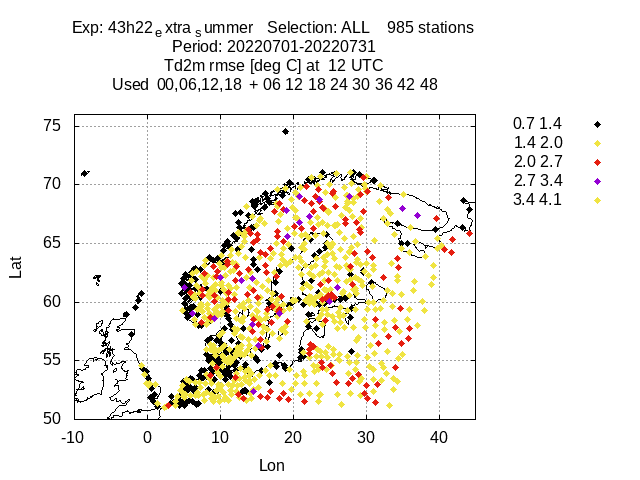 Exp: 43h22extrasummer Selection: ALL 985 stations
Period: 20220701-20220731
Td2m rmse [deg C] at 12 UTC
Used 00,06,12,18 + 06 12 18 24 30 36 42 48
0.7 1.4
1.4 2.0
2.0 2.7
2.7 3.4
3.4 4.1
75
70
65
60
55
50
Lat
-10 0 10 20 30 40
Lon